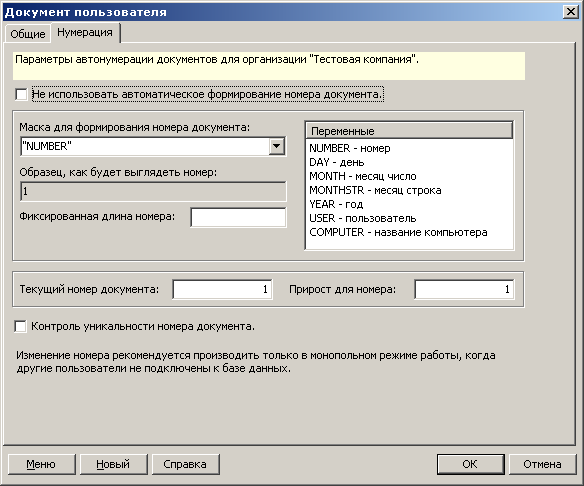 Документ пользователя
Общие
Нумерация
Параметры автонумерации документов для организации "Тестовая компания".
Не использовать автоматическое формирование номера документа.
Маска для формирования номера документа:
"NUMBER"
Образец, как будет выглядеть номер:
1
Фиксированная длина номера:
Переменные
NUMBER - номер
DAY - день
MONTH - месяц число
MONTHSTR - месяц строка
YEAR - год
USER - пользователь
COMPUTER - название компьютера
Текущий номер документа: 1 Прирост для номера: 1
Контроль уникальности номера документа.
Изменение номера рекомендуется производить только в монопольном режиме работы, когда
другие пользователи не подключены к базе данных.
Меню Новый Справка OK Отмена